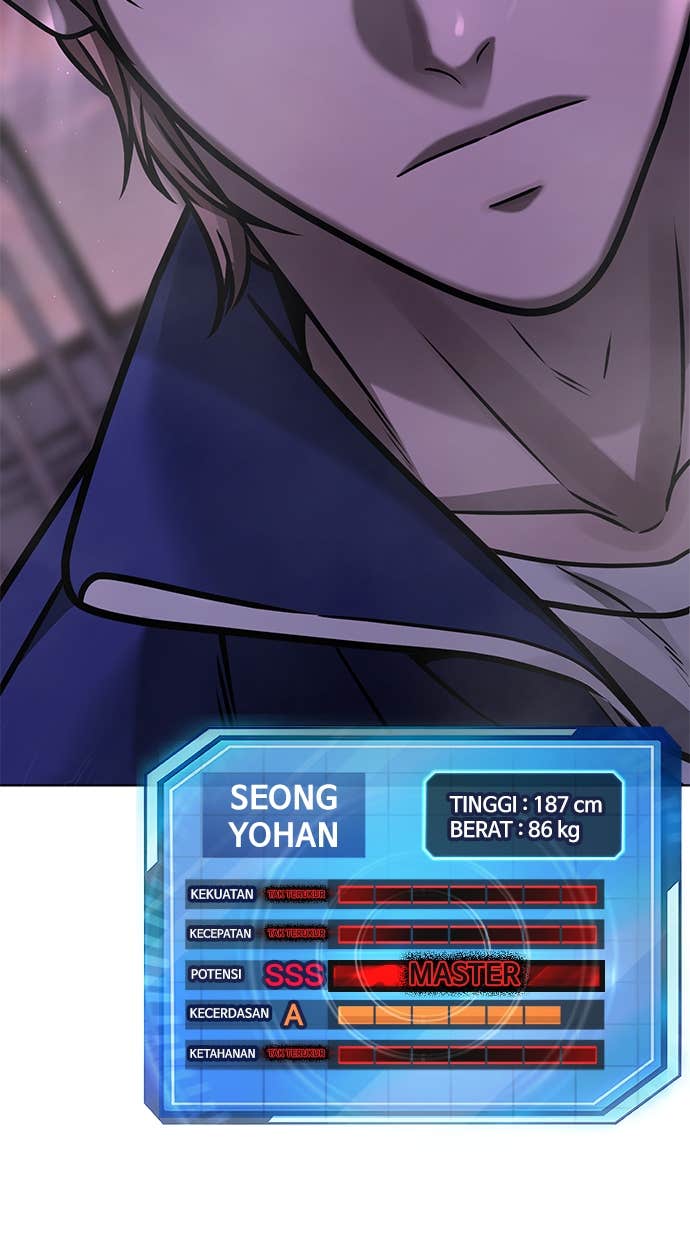 SEONG
YOHAN
TINGGI : 187 cm
BERAT : 86 kg
KEKUATAN TAK TERUKUR
KECEPATAN TAK TERUKUR
POTENSI SSS MASTER
KECERDASAN A
KETAHANAN TAK TERUKUR